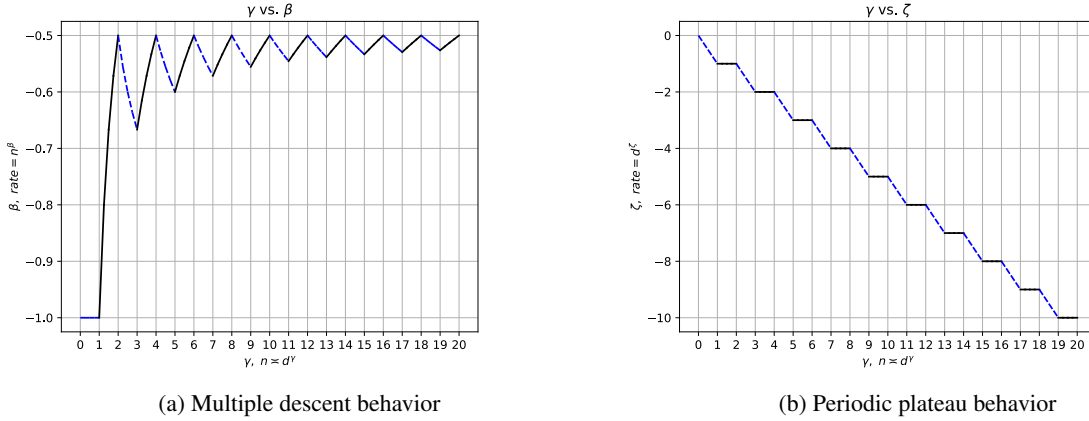 γ vs. β
−0.5
−0.6
−0.7
−0.8
−0.9
−1.0
β, rate = n^β
0 1 2 3 4 5 6 7 8 9 10 11 12 13 14 15 16 17 18 19 20
γ, n ≍ d^γ
(a) Multiple descent behavior
γ vs. ζ
0
−2
−4
−6
−8
−10
ζ, rate = d^ζ
0 1 2 3 4 5 6 7 8 9 10 11 12 13 14 15 16 17 18 19 20
γ, n ≍ d^γ
(b) Periodic plateau behavior